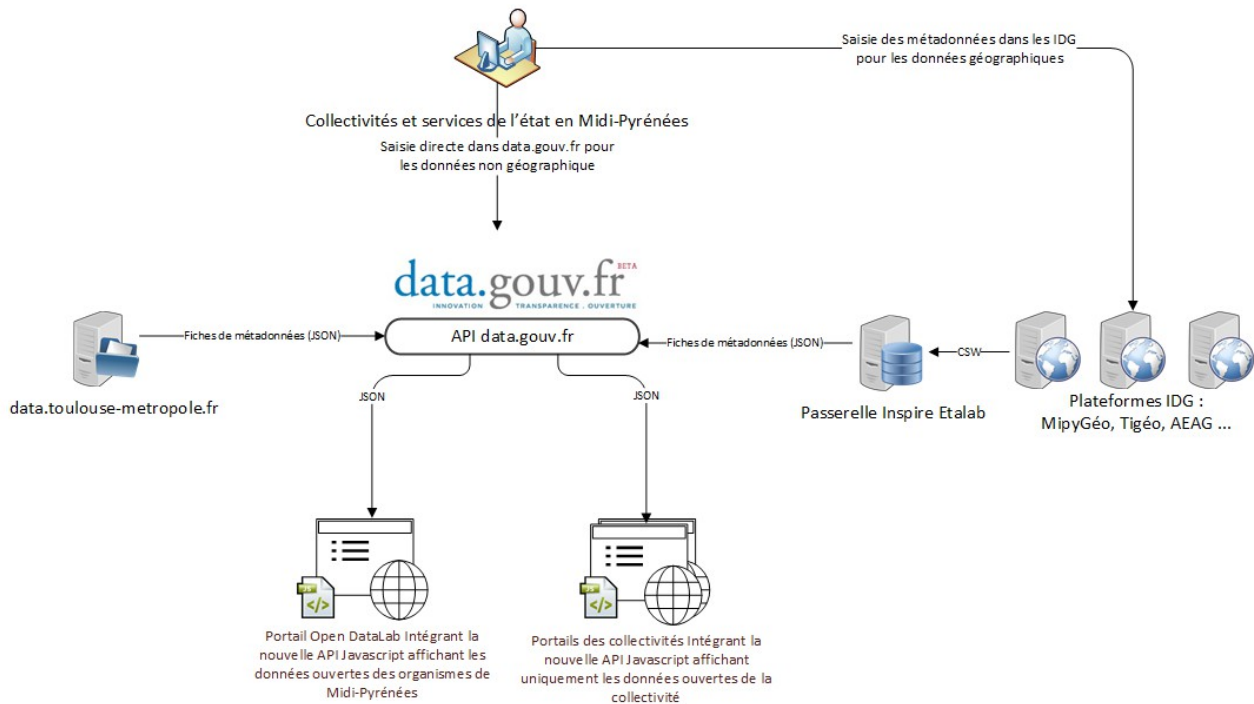 Saisie des métadonnées dans les IDG
pour les données géographiques
Collectivités et services de l'état en Midi-Pyrénées
Saisie directe dans data.gouv.fr pour
les données non géographique
data.gouv.fr BETA
INNOVATION TRANSPARENCE . OUVERTURE
API data.gouv.fr
Fiches de métadonnées (JSON)
Fiches de métadonnées (JSON)
CSW
data.toulouse-metropole.fr
Passerelle Inspire Etalab
Plateformes IDG :
MipyGéo, Tigéo, AEAG ...
JSON
JSON
JS
JS
Portail Open DataLab Intégrant la
nouvelle API Javascript affichant les
données ouvertes des organismes de
Midi-Pyrénées
Portails des collectivités Intégrant la
nouvelle API Javascript affichant
uniquement les données ouvertes de la
collectivité